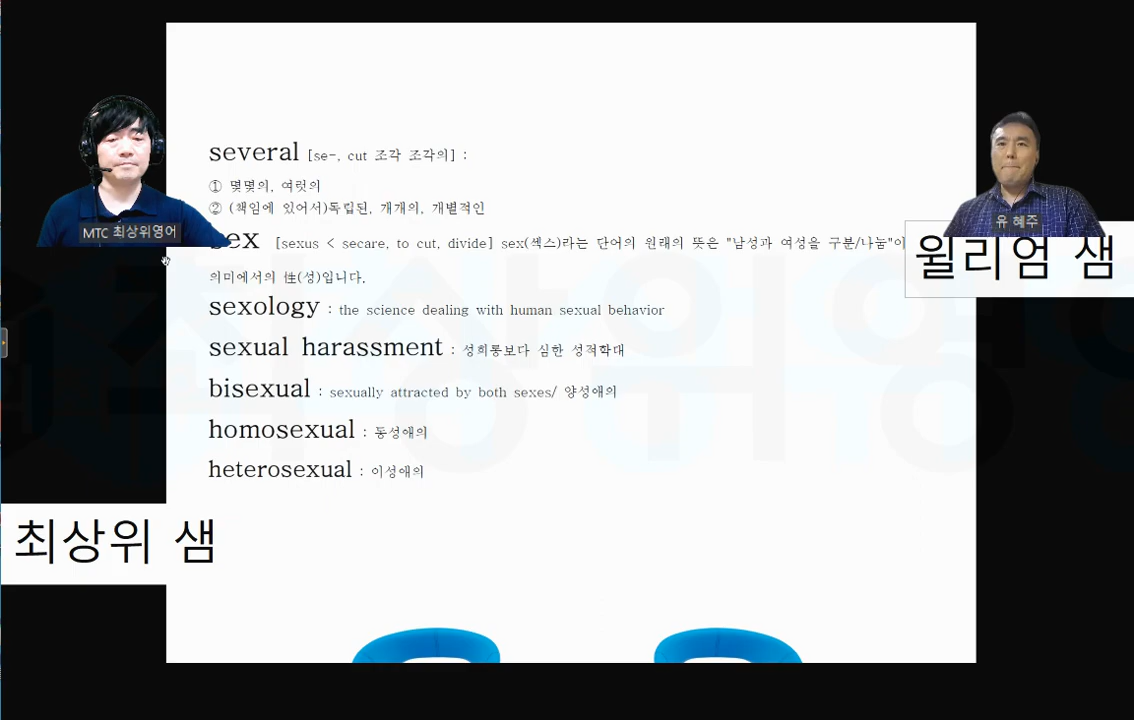 several [se-, cut 조각 조각의] :
① 몇몇의, 여럿의
② (책임에 있어서)독립된, 개개의, 개별적인
MTC 최상위영어
유 혜주
sex [sexus < secare, to cut, divide] sex(섹스)라는 단어의 원래의 뜻은 "남성과 여성을 구분/나눔"이
윌리엄 샘
의미에서의 性(성)입니다.
sexology : the science dealing with human sexual behavior
sexual harassment : 성희롱보다 심한 성적학대
bisexual : sexually attracted by both sexes/ 양성애의
homosexual : 동성애의
heterosexual : 이성애의
최상위 샘
최상위영